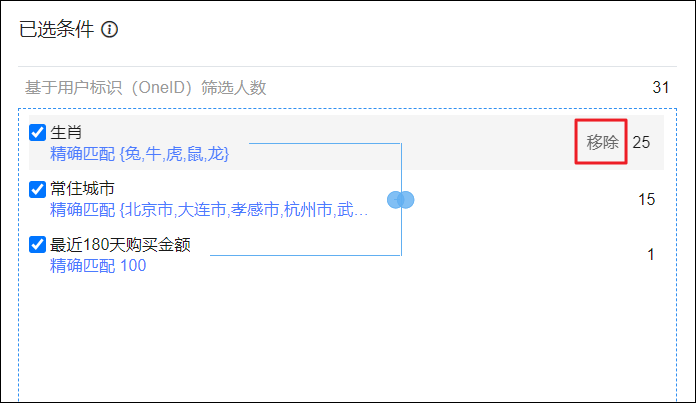 已选条件
基于用户标识（OneID）筛选人数 31
生肖
精确匹配 {兔,牛,虎,鼠,龙} 移除 25
常住城市
精确匹配 {北京市,大连市,孝感市,杭州市,武... 15
最近180天购买金额
精确匹配 100 1